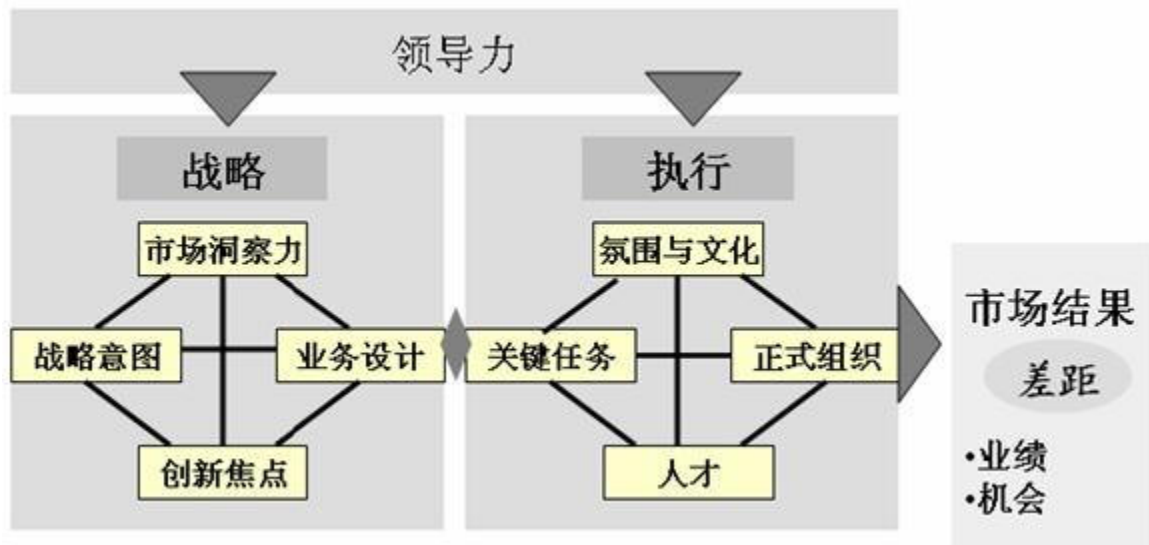 领导力
战略
市场洞察力
战略意图
业务设计
创新焦点
执行
氛围与文化
关键任务
正式组织
人才
市场结果
差距
•业绩
•机会